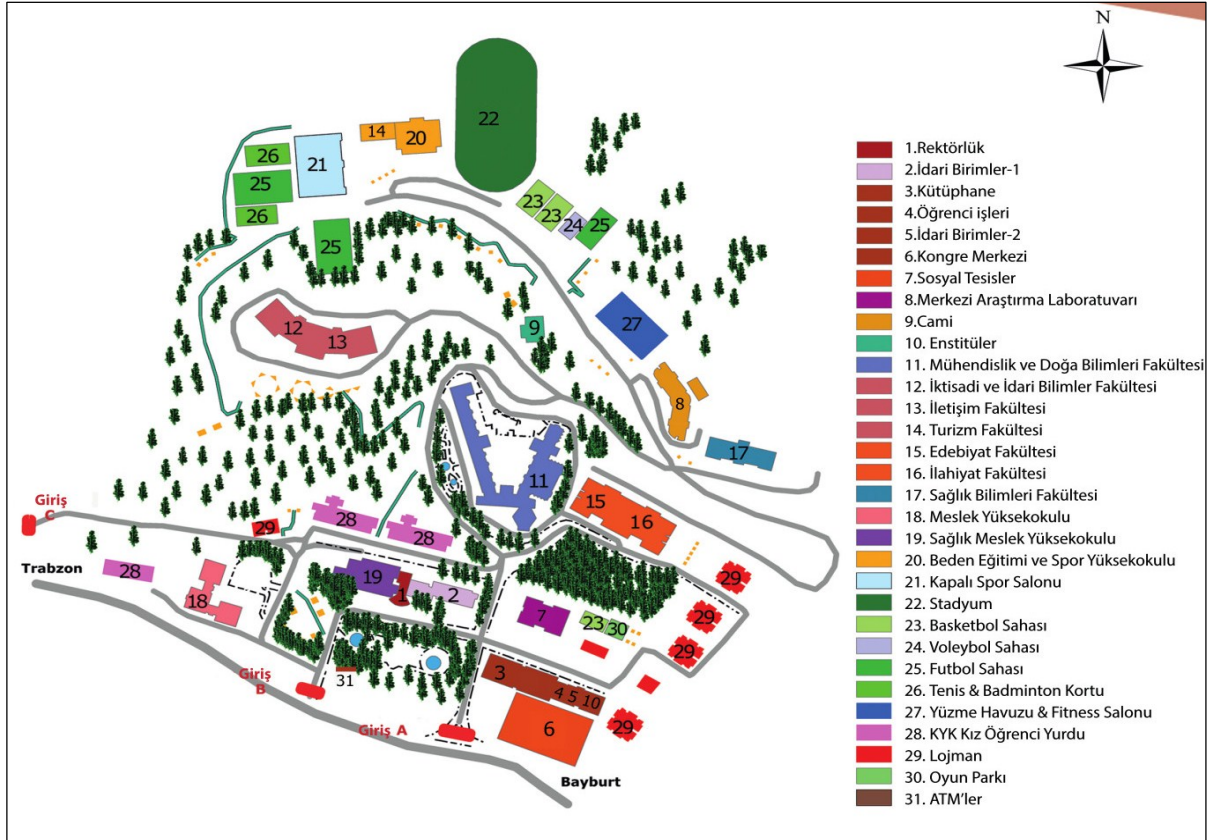 N
22
14
20
26
21
25
26
23
23
24
25
25
12
13
9
27
8
17
11
15
16
Giriş
C
29
28
28
Trabzon
28
18
19
1
2
7
23
30
29
29
29
31
3
4 5 10
6
29
Giriş
B
Giriş A
Bayburt
1.Rektörlük
2.İdari Birimler-1
3.Kütüphane
4.Öğrenci işleri
5.İdari Birimler-2
6.Kongre Merkezi
7.Sosyal Tesisler
8.Merkezi Araştırma Laboratuvarı
9.Cami
10. Enstitüler
11. Mühendislik ve Doğa Bilimleri Fakültesi
12. İktisadi ve İdari Bilimler Fakültesi
13. İletişim Fakültesi
14. Turizm Fakültesi
15. Edebiyat Fakültesi
16. İlahiyat Fakültesi
17. Sağlık Bilimleri Fakültesi
18. Meslek Yüksekokulu
19. Sağlık Meslek Yüksekokulu
20. Beden Eğitimi ve Spor Yüksekokulu
21. Kapalı Spor Salonu
22. Stadyum
23. Basketbol Sahası
24. Voleybol Sahası
25. Futbol Sahası
26. Tenis & Badminton Kortu
27. Yüzme Havuzu & Fitness Salonu
28. KYK Kız Öğrenci Yurdu
29. Lojman
30. Oyun Parkı
31. ATM'ler